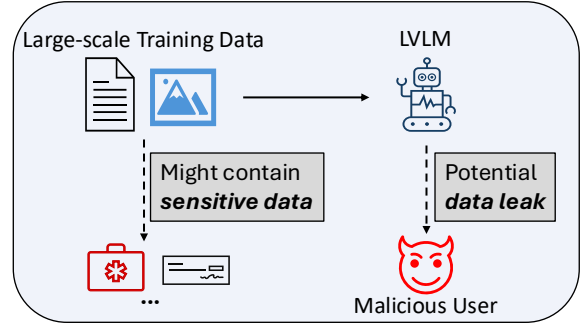 Large-scale Training Data
LVLM
Might contain
sensitive data
Potential
data leak
...
Malicious User